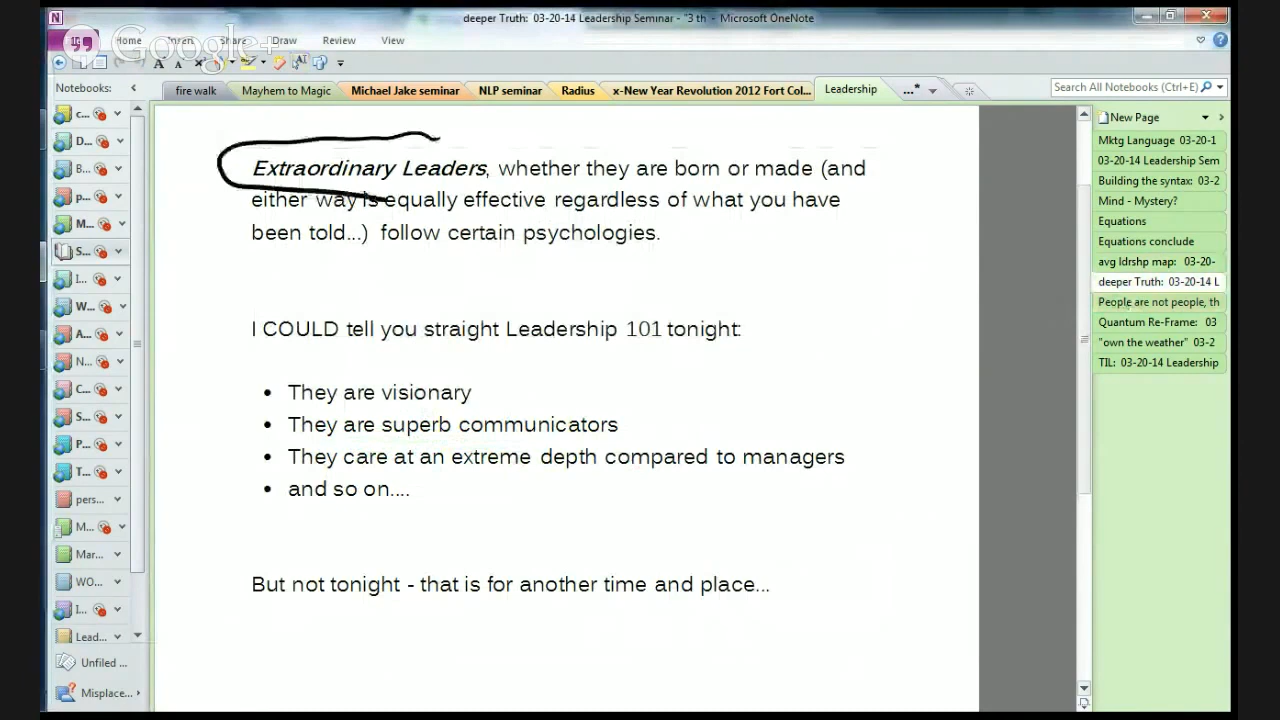 deeper Truth: 03-20-14 Leadership Seminar - "3 th - Microsoft OneNote
Google+
Home Insert Share Draw Review View
Notebooks:
fire walk Mayhem to Magic Michael Jake seminar NLP seminar Radius x-New Year Revolution 2012 Fort Col... Leadership ...*
Search All Notebooks (Ctrl+E)
c...
D...
B...
p...
M...
S...
I...
W...
A...
N...
C...
S...
P...
T...
pers...
M...
Mar...
WO...
I...
Lead...
Unfiled ...
Misplace...
Extraordinary Leaders, whether they are born or made (and
either way is equally effective regardless of what you have
been told...) follow certain psychologies.
I COULD tell you straight Leadership 101 tonight:
• They are visionary
• They are superb communicators
• They care at an extreme depth compared to managers
• and so on....
But not tonight - that is for another time and place...
New Page
Mktg Language 03-20-1
03-20-14 Leadership Sem
Building the syntax: 03-2
Mind - Mystery?
Equations
Equations conclude
avg ldrshp map: 03-20-
deeper Truth: 03-20-14 L
People are not people, th
Quantum Re-Frame: 03
"own the weather" 03-2
TIL: 03-20-14 Leadership